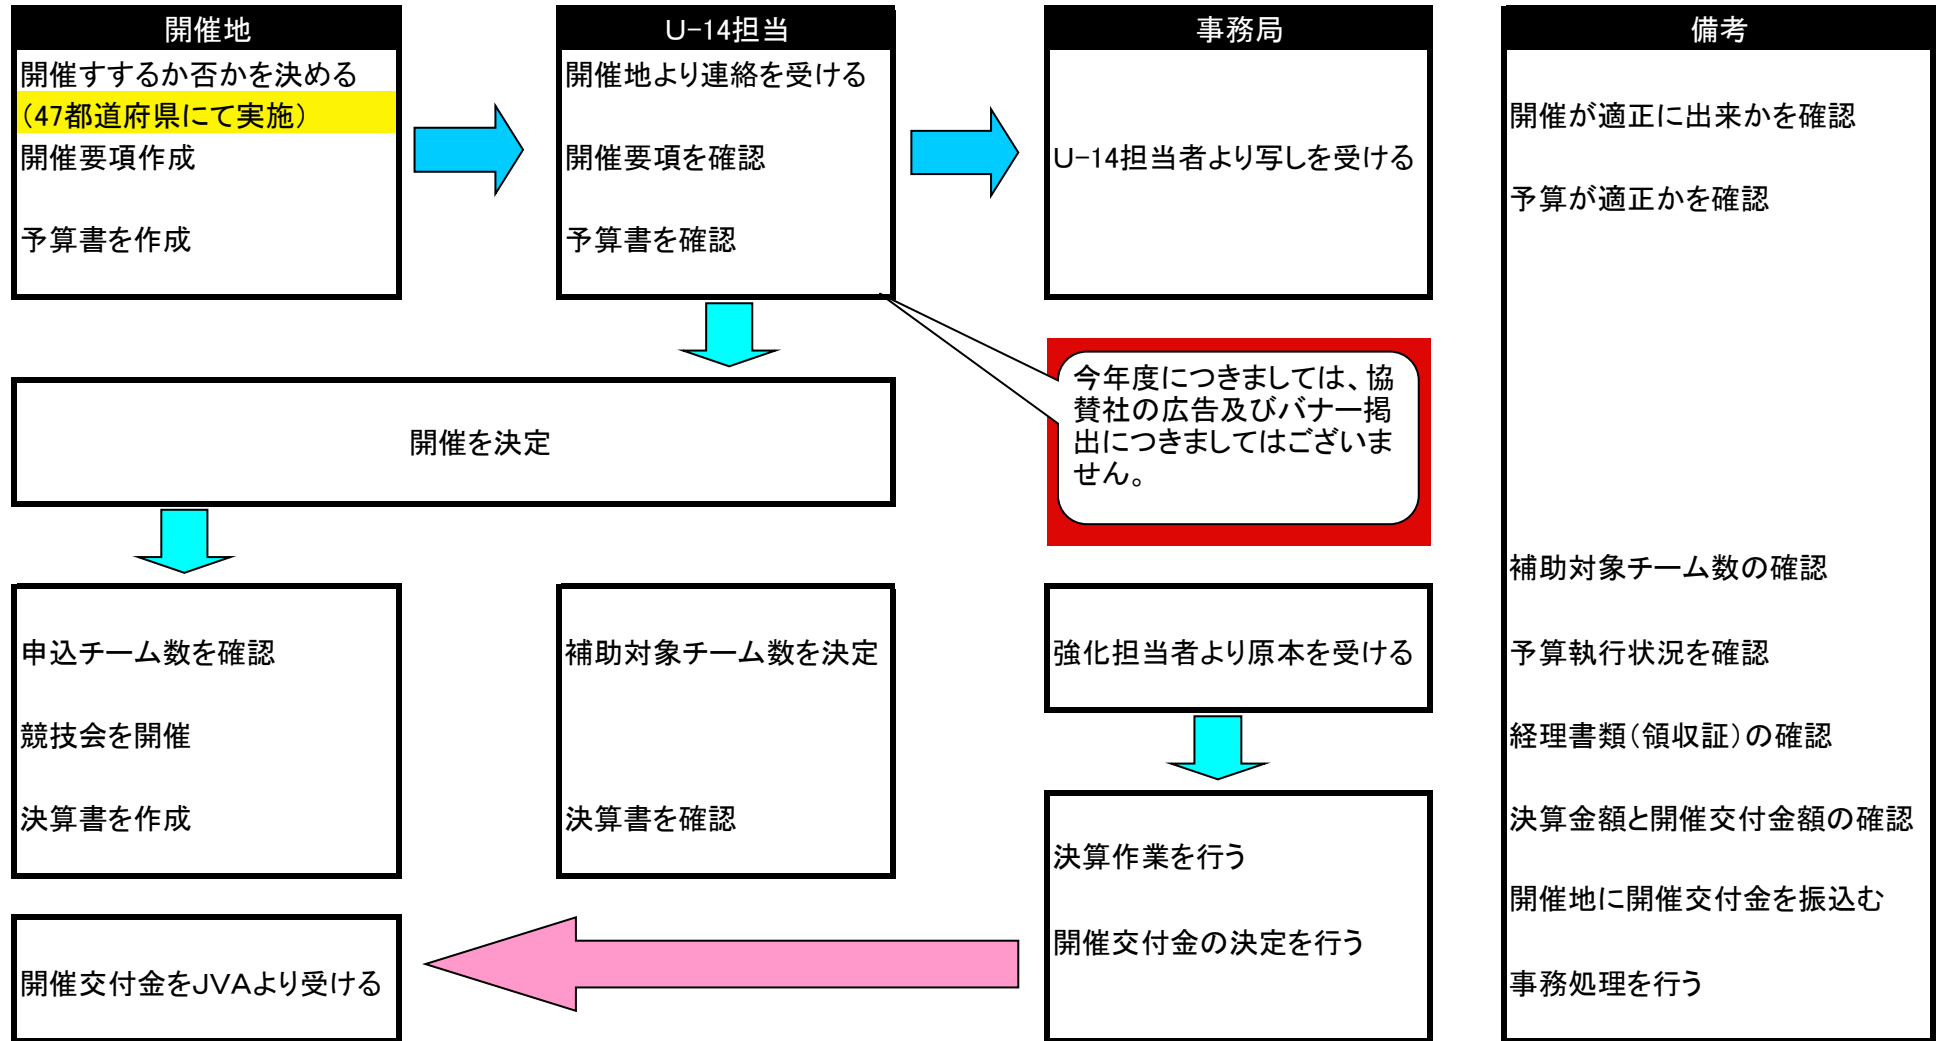 開催地
開催すするか否かを決める
（47都道府県にて実施）
開催要項作成
予算書を作成
U-14担当
開催地より連絡を受ける
開催要項を確認
予算書を確認
事務局
U-14担当者より写しを受ける
備考
開催が適正に出来かを確認
予算が適正かを確認
今年度につきましては、協
賛社の広告及びバナー掲
出につきましてはございま
せん。
開催を決定
申込チーム数を確認
競技会を開催
決算書を作成
補助対象チーム数を決定
決算書を確認
強化担当者より原本を受ける
決算作業を行う
開催交付金の決定を行う
開催交付金をJVAより受ける
補助対象チーム数の確認
予算執行状況を確認
経理書類（領収証）の確認
決算金額と開催交付金額の確認
開催地に開催交付金を振込む
事務処理を行う